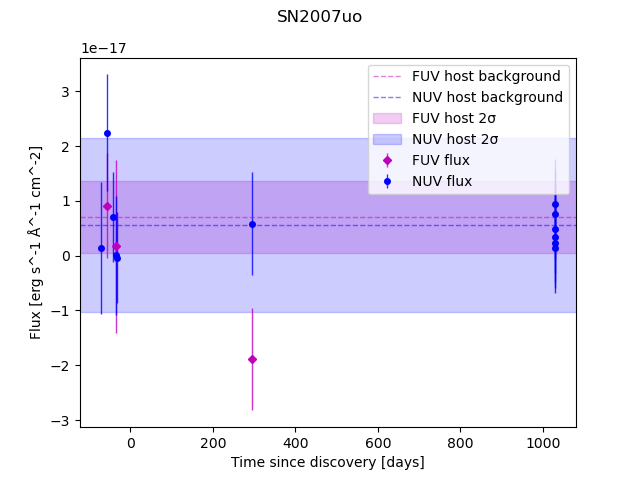 SN2007uo
1e−17
FUV host background
NUV host background
FUV host 2σ
NUV host 2σ
FUV flux
NUV flux
3
2
1
0
−1
−2
−3
Flux [erg s^-1 Å^-1 cm^-2]
0
200
400
600
800
1000
Time since discovery [days]